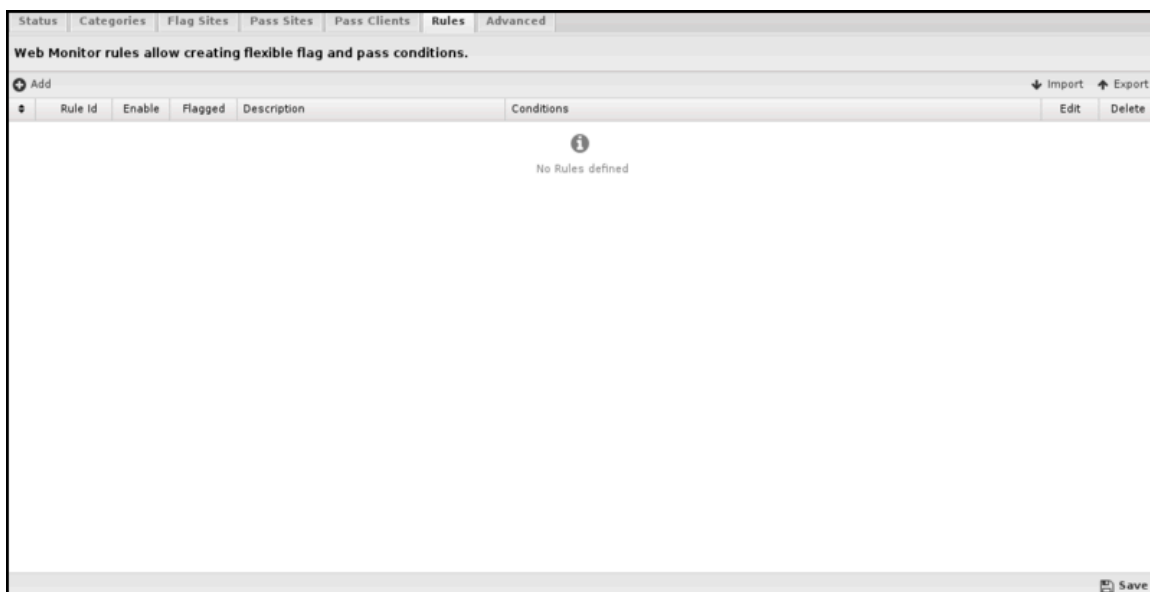 Status Categories Flag Sites Pass Sites Pass Clients Rules Advanced
Web Monitor rules allow creating flexible flag and pass conditions.
Add Import Export
Rule Id Enable Flagged Description Conditions Edit Delete
No Rules defined
Save